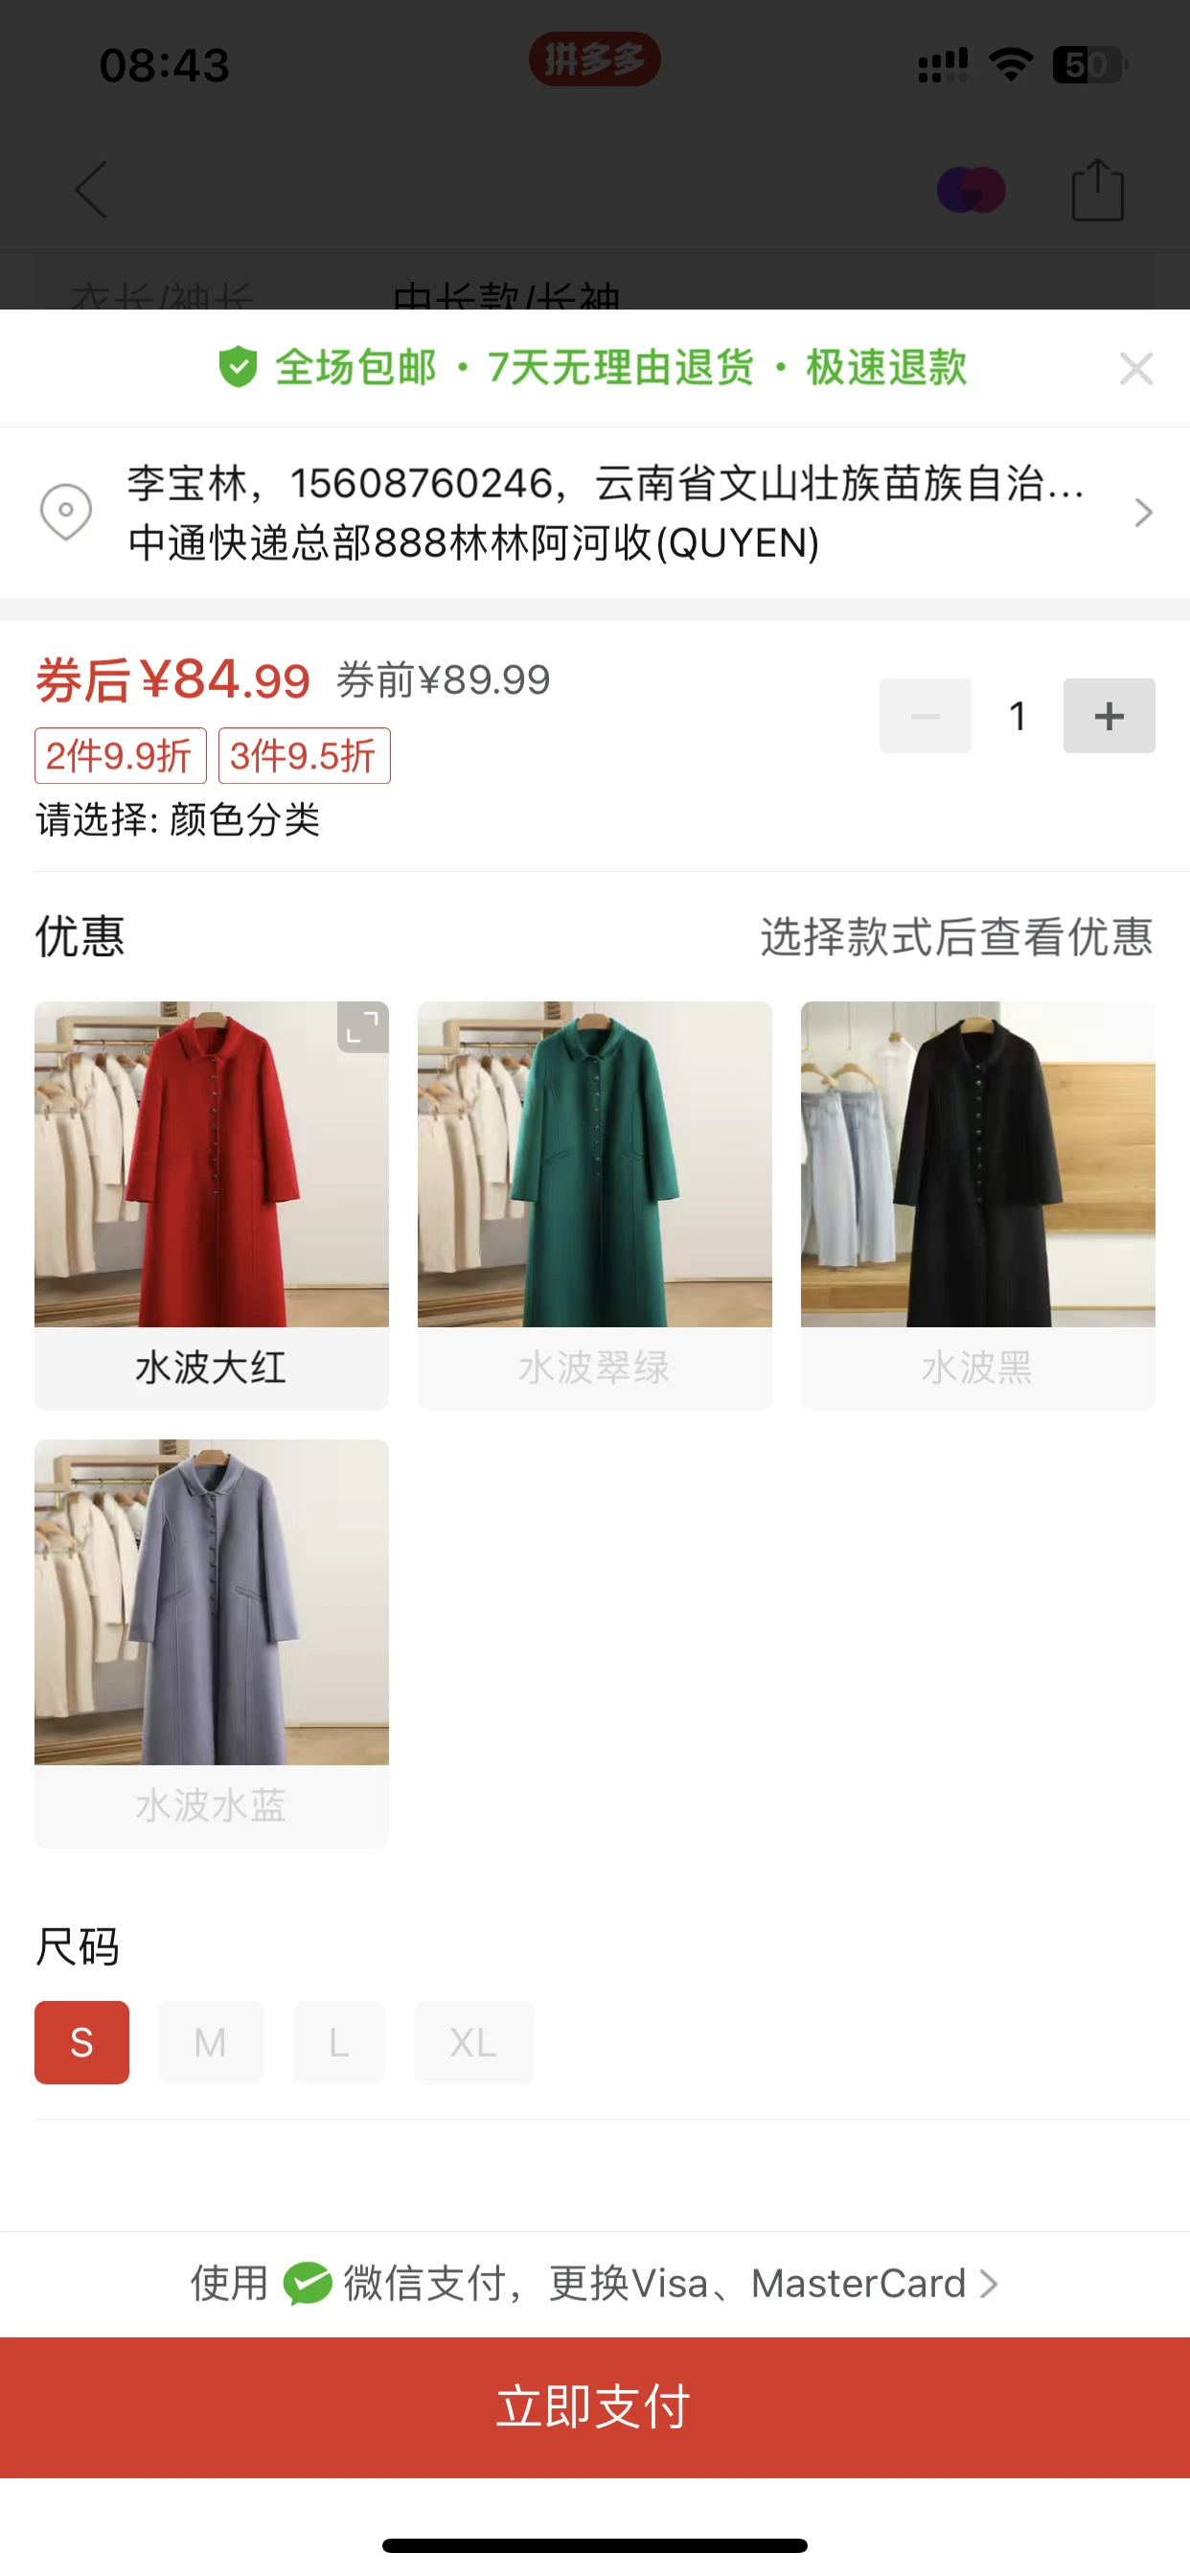 08:43
拼多多
50
衣长/袖长 中长款/长袖
全场包邮 · 7天无理由退货 · 极速退款
李宝林，15608760246，云南省文山壮族苗族自治...
中通快递总部888林林阿河收(QUYEN)
券后¥84.99 券前¥89.99
1
2件9.9折 3件9.5折
请选择: 颜色分类
优惠 选择款式后查看优惠
水波大红 水波翠绿 水波黑
水波水蓝
尺码
S M L XL
使用 微信支付，更换Visa、MasterCard
立即支付